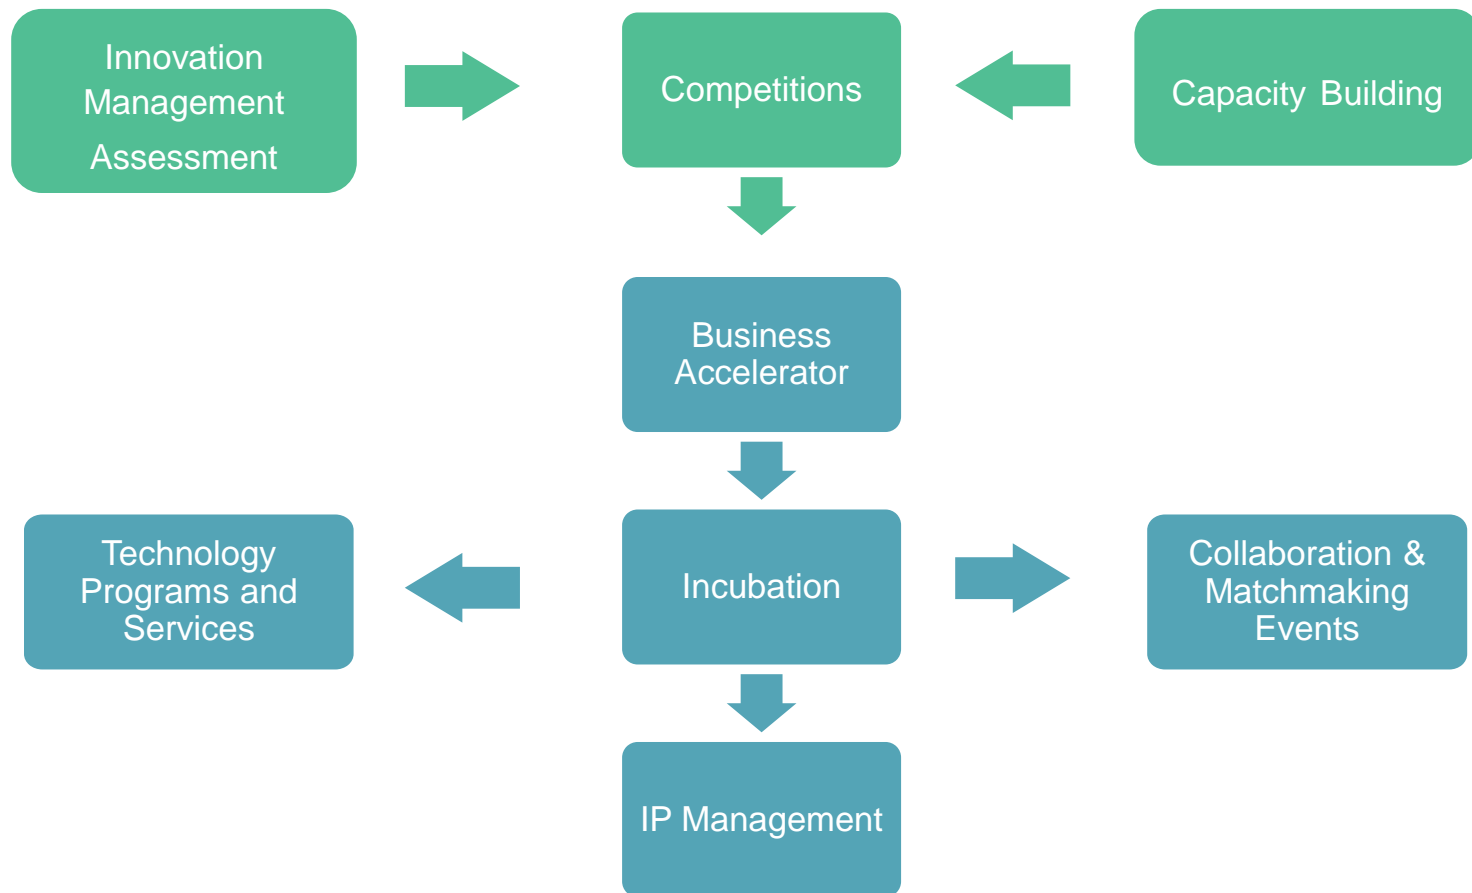 Innovation
Management
Assessment
Competitions
Capacity Building
Business
Accelerator
Technology
Programs and
Services
Incubation
Collaboration &
Matchmaking
Events
IP Management